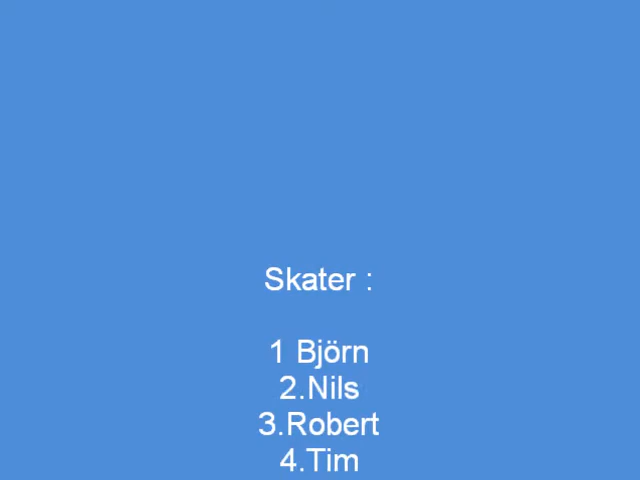 Skater :
1 Björn
2.Nils
3.Robert
4.Tim